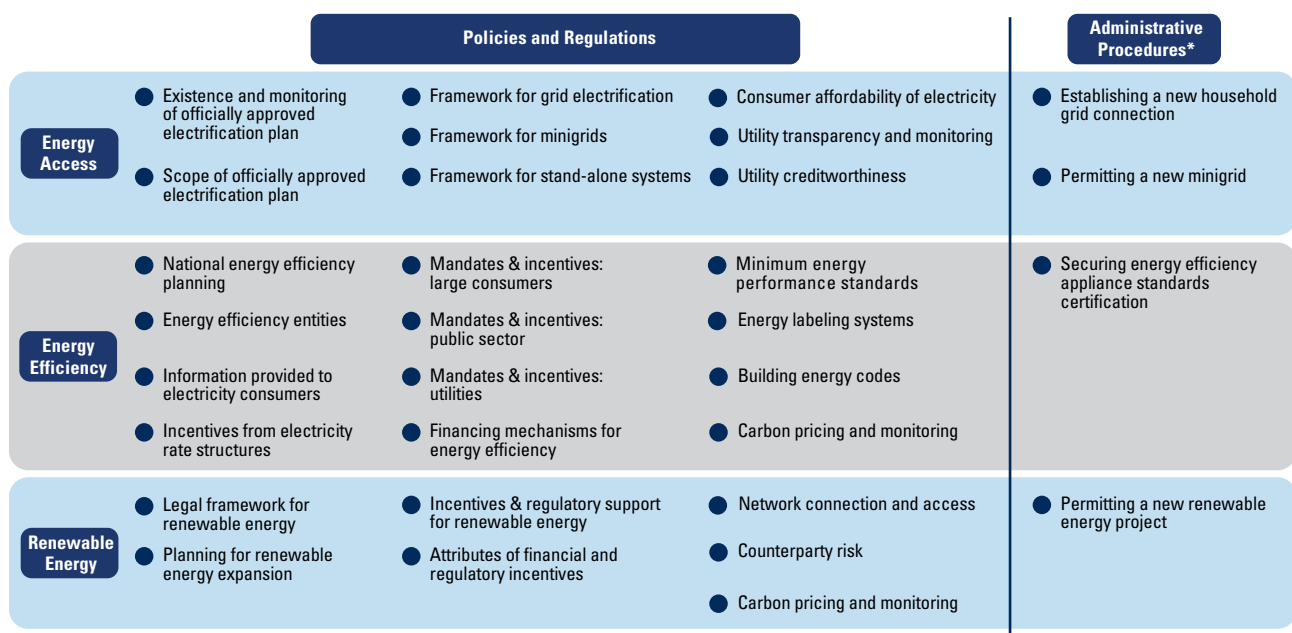 Policies and Regulations
Administrative
Procedures*
Energy
Access
Existence and monitoring
of officially approved
electrification plan
Scope of officially approved
electrification plan
Framework for grid electrification
Framework for minigrids
Framework for stand-alone systems
Consumer affordability of electricity
Utility transparency and monitoring
Utility creditworthiness
Establishing a new household
grid connection
Permitting a new minigrid
Energy
Efficiency
National energy efficiency
planning
Energy efficiency entities
Information provided to
electricity consumers
Incentives from electricity
rate structures
Mandates & incentives:
large consumers
Mandates & incentives:
public sector
Mandates & incentives:
utilities
Financing mechanisms for
energy efficiency
Minimum energy
performance standards
Energy labeling systems
Building energy codes
Carbon pricing and monitoring
Securing energy efficiency
appliance standards
certification
Renewable
Energy
Legal framework for
renewable energy
Planning for renewable
energy expansion
Incentives & regulatory support
for renewable energy
Attributes of financial and
regulatory incentives
Network connection and access
Counterparty risk
Carbon pricing and monitoring
Permitting a new renewable
energy project